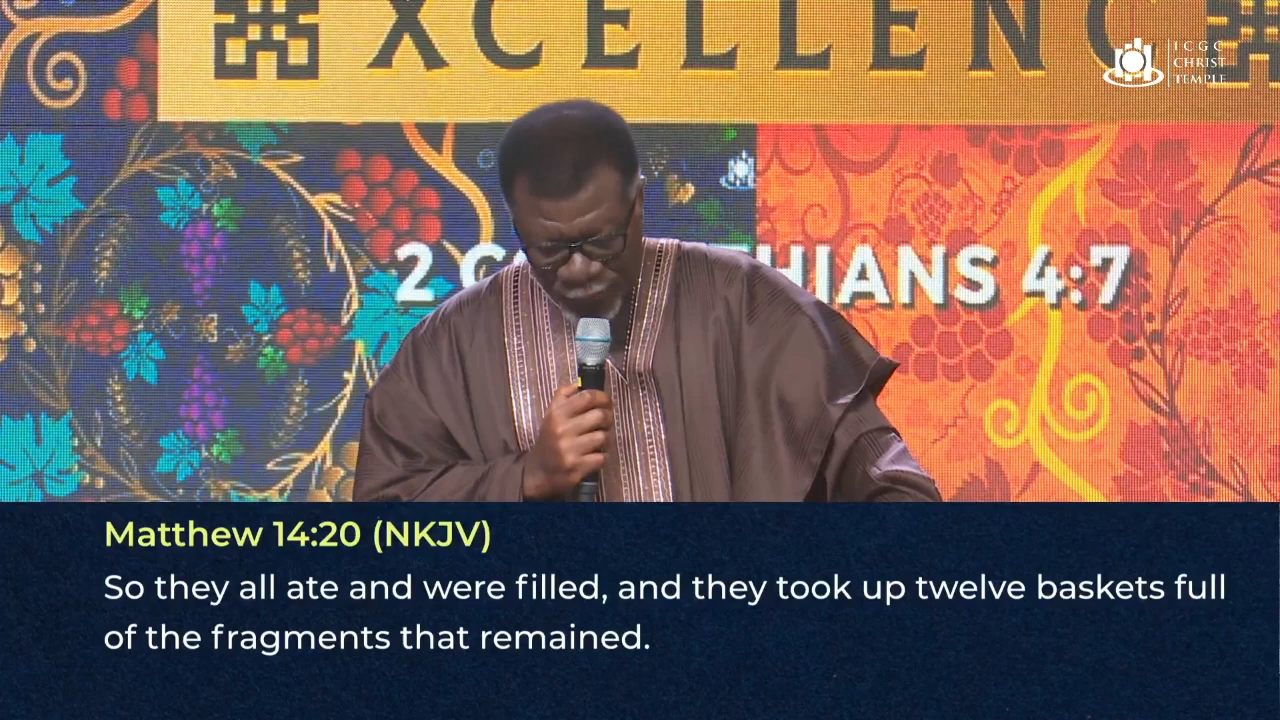 XCELLENC
ICGC
CHRIST
TEMPLE
2 C THIANS 4:7
Matthew 14:20 (NKJV)
So they all ate and were filled, and they took up twelve baskets full
of the fragments that remained.